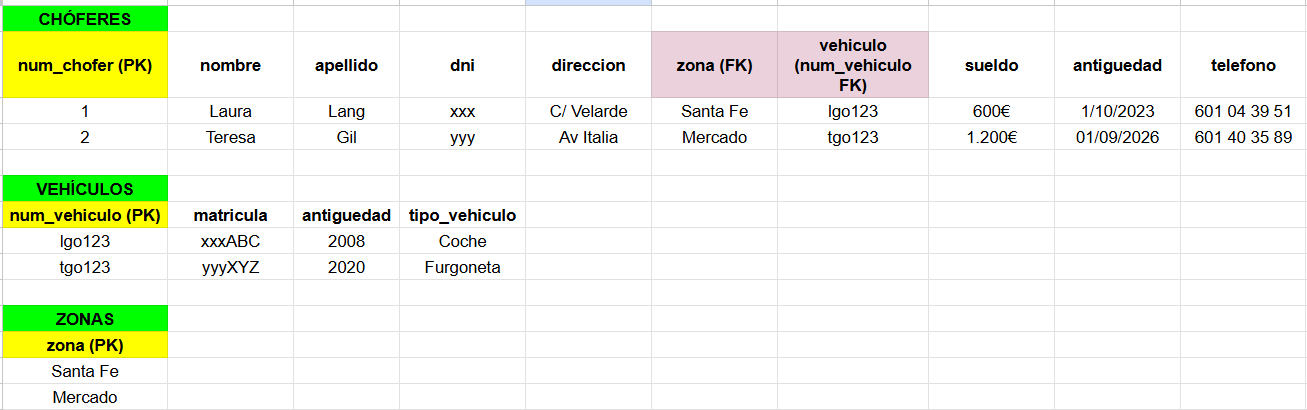 CHÓFERES
num_chofer (PK) nombre apellido dni direccion zona (FK) vehiculo (num_vehiculo FK) sueldo antiguedad telefono
1 Laura Lang xxx C/ Velarde Santa Fe lgo123 600€ 1/10/2023 601 04 39 51
2 Teresa Gil yyy Av Italia Mercado tgo123 1.200€ 01/09/2026 601 40 35 89
VEHÍCULOS
num_vehiculo (PK) matricula antiguedad tipo_vehiculo
lgo123 xxxABC 2008 Coche
tgo123 yyyXYZ 2020 Furgoneta
ZONAS
zona (PK)
Santa Fe
Mercado